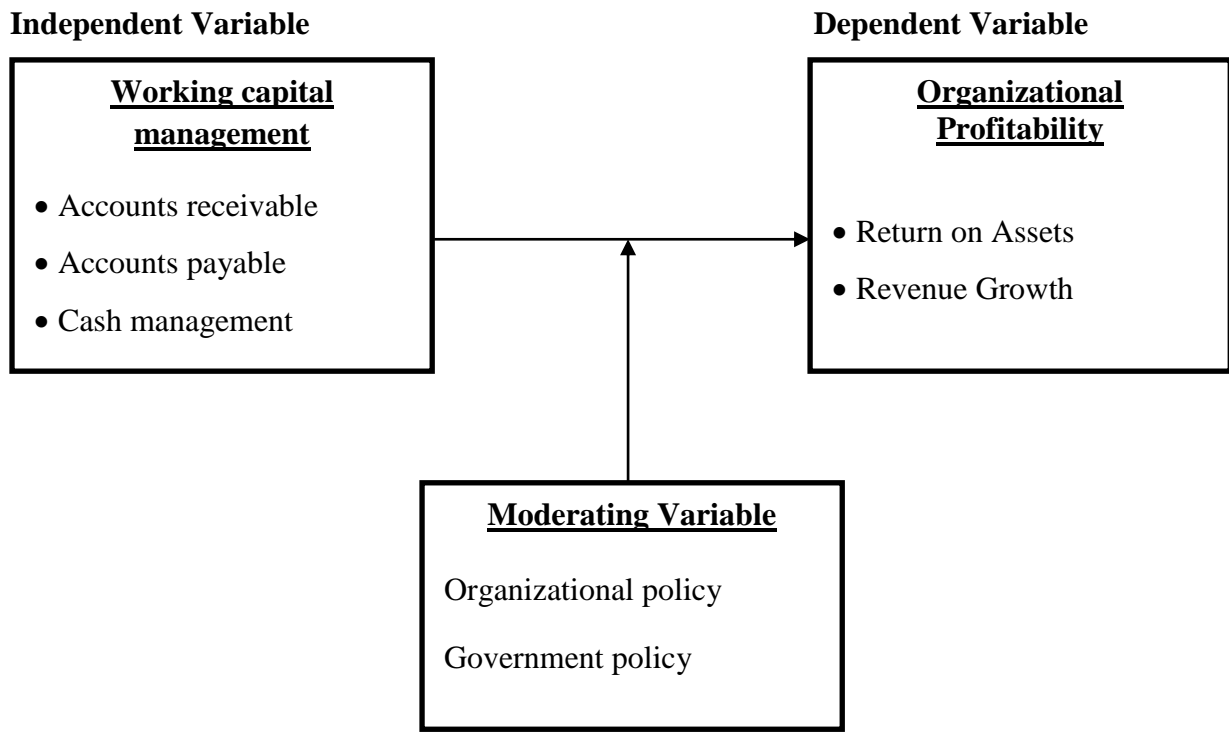 Independent Variable
Dependent Variable
Working capital
management
• Accounts receivable
• Accounts payable
• Cash management
Organizational
Profitability
• Return on Assets
• Revenue Growth
Moderating Variable
Organizational policy
Government policy